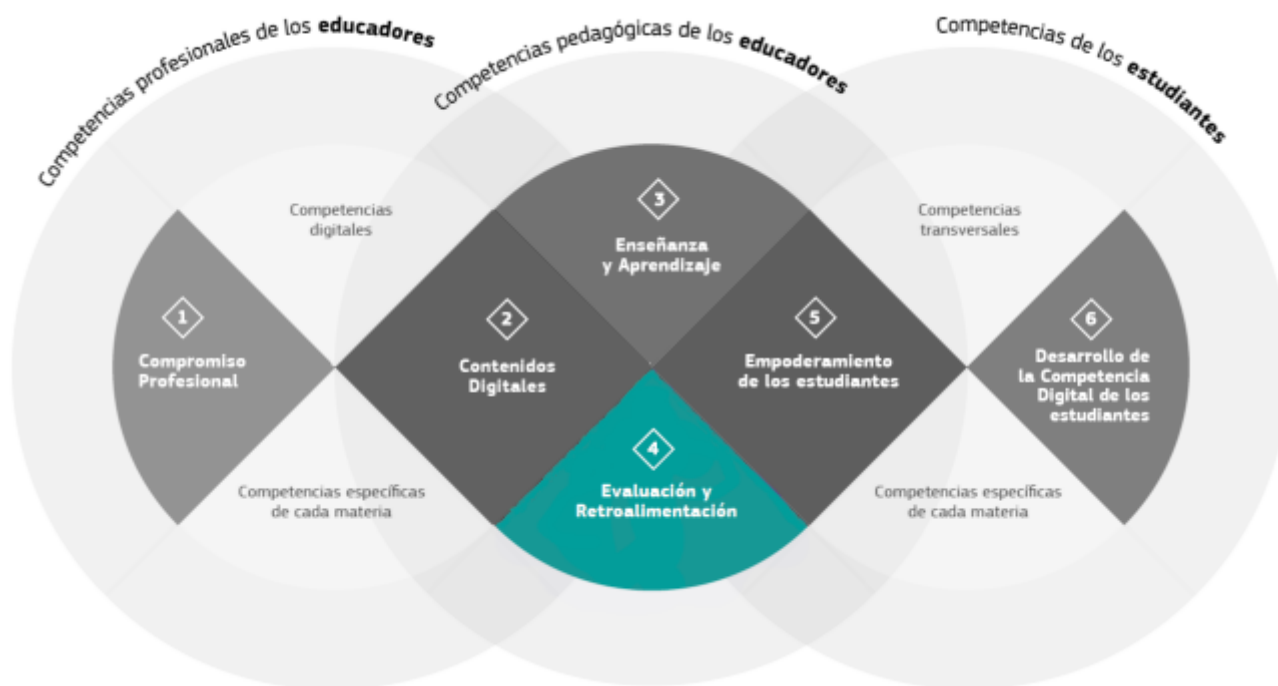 Competencias profesionales de los educadores
Competencias pedagógicas de los educadores
Competencias de los estudiantes
Competencias
digitales
3
Enseñanza
y Aprendizaje
Competencias
transversales
1
Compromiso
Profesional
2
Contenidos
Digitales
5
Empoderamiento
de los estudiantes
6
Desarrollo de
la Competencia
Digital de los
estudiantes
4
Evaluación y
Retroalimentación
Competencias específicas
de cada materia
Competencias específicas
de cada materia